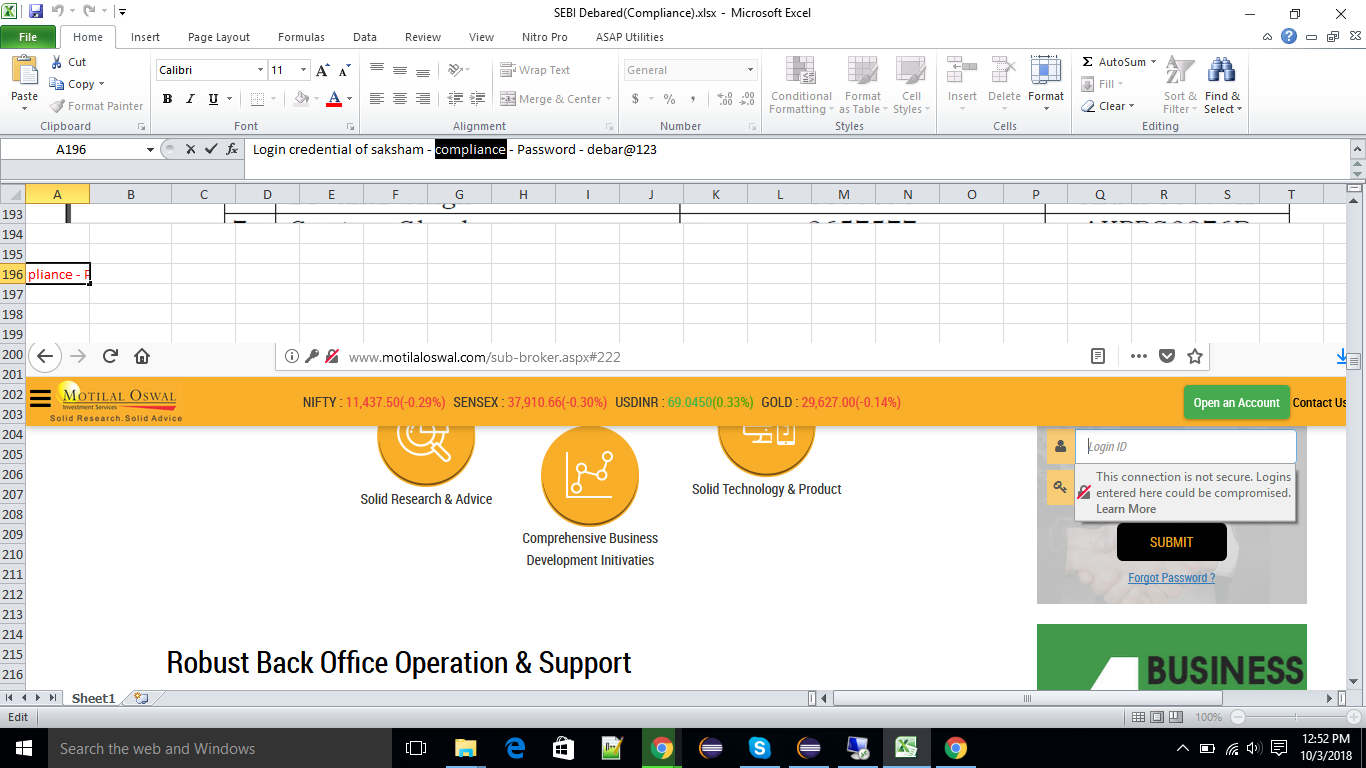 SEBI Debared(Compliance).xlsx - Microsoft Excel
File Home Insert Page Layout Formulas Data Review View Nitro Pro ASAP Utilities
Paste
Cut
Copy
Format Painter
Clipboard
Calibri 11
B I U
Font
Wrap Text
Merge & Center
Alignment
General
$ % , .0 .00 .00 .0
Number
Conditional Formatting
Format as Table
Cell Styles
Styles
Insert Delete Format
Cells
AutoSum
Fill
Clear
Sort & Filter
Find & Select
Editing
A196 fx Login credential of saksham - compliance - Password - debar@123
A B C D E F G H I J K L M N O P Q R S T
193
194
195
196 pliance - P
197
198
199
200
201
202
203
204
205
206
207
208
209
210
211
212
213
214
215
216
www.motilaloswal.com/sub-broker.aspx#222
MOTILAL OSWAL
Investment Services
Solid Research.Solid Advice
NIFTY : 11,437.50(-0.29%) SENSEX : 37,910.66(-0.30%) USDINR : 69.0450(0.33%) GOLD : 29,627.00(-0.14%)
Open an Account Contact Us
Solid Research & Advice
Comprehensive Business
Development Initivaties
Solid Technology & Product
Login ID
This connection is not secure. Logins
entered here could be compromised.
Learn More
SUBMIT
Forgot Password ?
Robust Back Office Operation & Support
BUSINESS
Sheet1
Edit 100%
Search the web and Windows
12:52 PM
10/3/2018